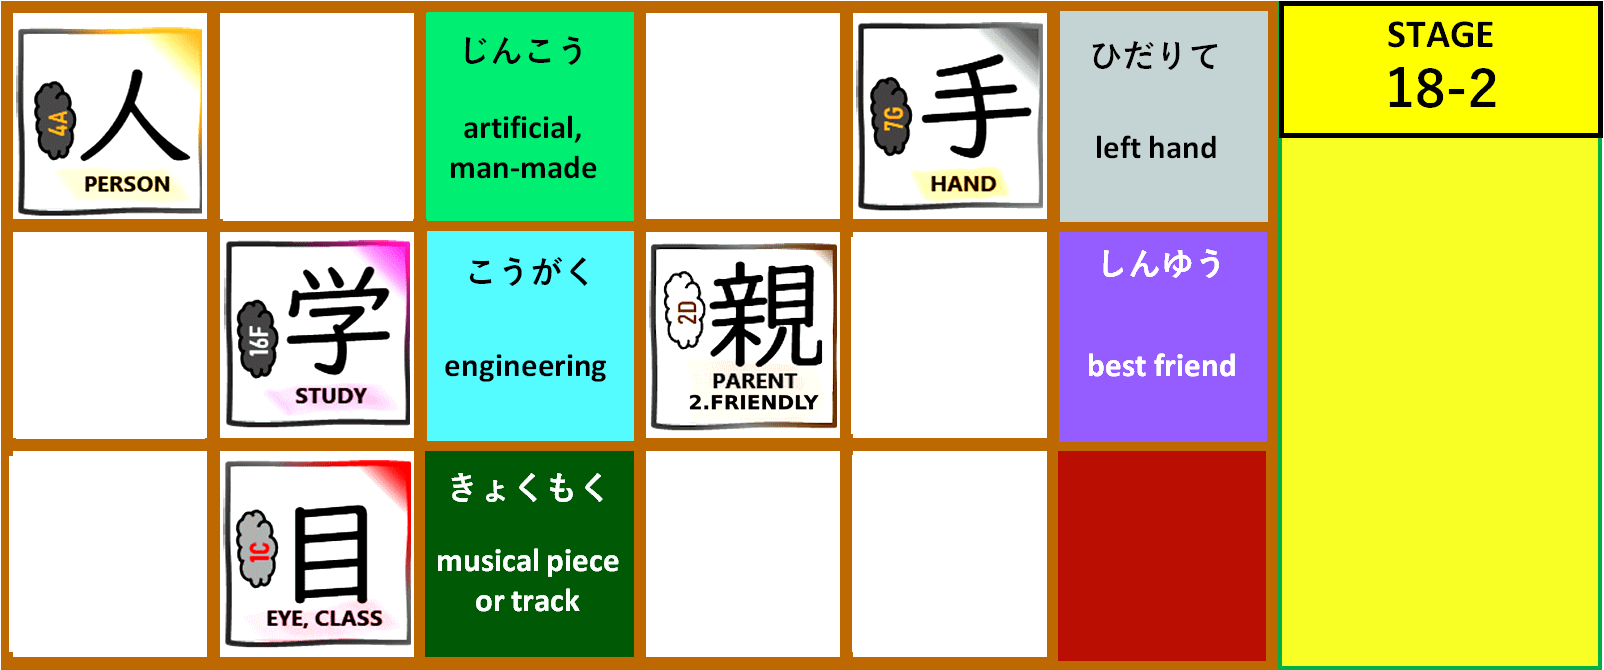 4A
人
PERSON
じんこう
artificial,
man-made
7G
手
HAND
ひだりて
left hand
STAGE
18-2
16F
学
STUDY
こうがく
engineering
2D
親
PARENT
2.FRIENDLY
しんゆう
best friend
1C
目
EYE, CLASS
きょくもく
musical piece
or track